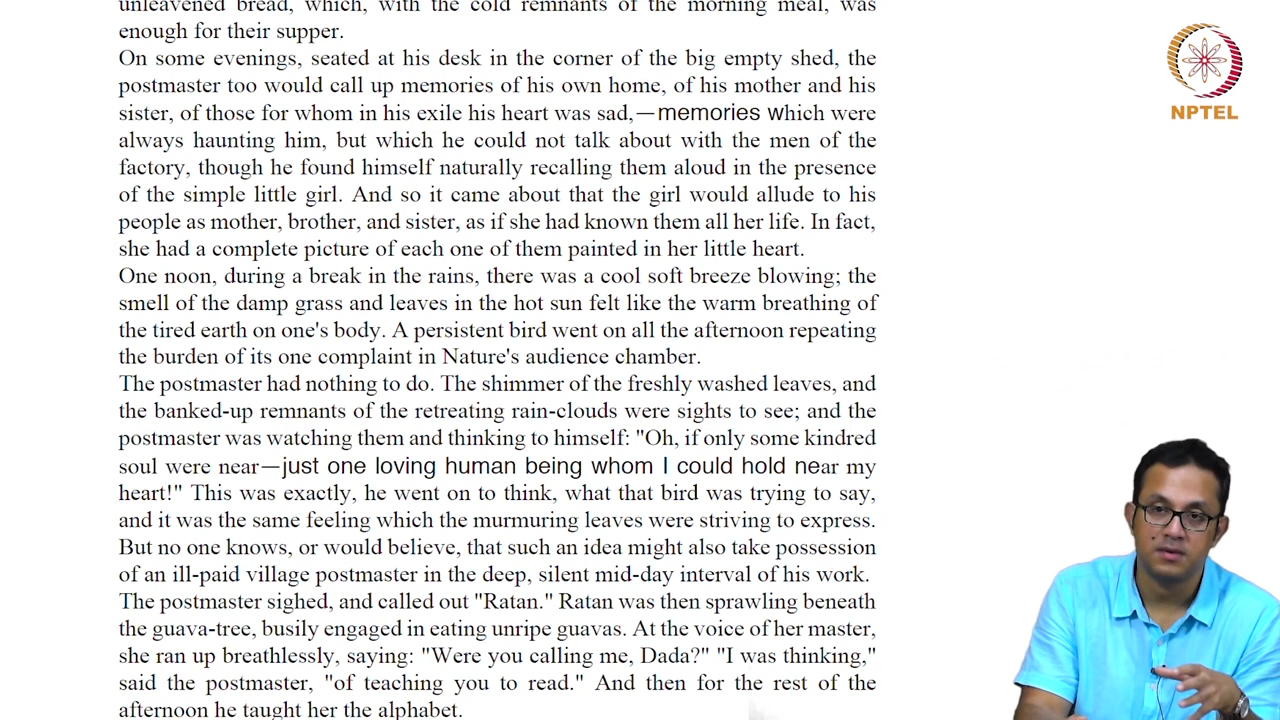 unleavened bread, which, with the cold remnants of the morning meal, was
enough for their supper.
On some evenings, seated at his desk in the corner of the big empty shed, the
postmaster too would call up memories of his own home, of his mother and his
sister, of those for whom in his exile his heart was sad,—memories which were
always haunting him, but which he could not talk about with the men of the
factory, though he found himself naturally recalling them aloud in the presence
of the simple little girl. And so it came about that the girl would allude to his
people as mother, brother, and sister, as if she had known them all her life. In fact,
she had a complete picture of each one of them painted in her little heart.
One noon, during a break in the rains, there was a cool soft breeze blowing; the
smell of the damp grass and leaves in the hot sun felt like the warm breathing of
the tired earth on one's body. A persistent bird went on all the afternoon repeating
the burden of its one complaint in Nature's audience chamber.
The postmaster had nothing to do. The shimmer of the freshly washed leaves, and
the banked-up remnants of the retreating rain-clouds were sights to see; and the
postmaster was watching them and thinking to himself: "Oh, if only some kindred
soul were near—just one loving human being whom I could hold near my
heart!" This was exactly, he went on to think, what that bird was trying to say,
and it was the same feeling which the murmuring leaves were striving to express.
But no one knows, or would believe, that such an idea might also take possession
of an ill-paid village postmaster in the deep, silent mid-day interval of his work.
The postmaster sighed, and called out "Ratan." Ratan was then sprawling beneath
the guava-tree, busily engaged in eating unripe guavas. At the voice of her master,
she ran up breathlessly, saying: "Were you calling me, Dada?" "I was thinking,"
said the postmaster, "of teaching you to read." And then for the rest of the
afternoon he taught her the alphabet.
NPTEL